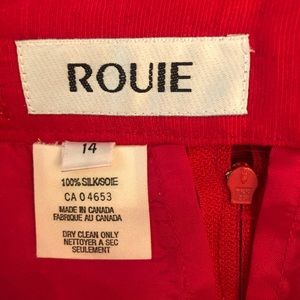 ROUIE
14
100% SILK/SOIE
CA 04653
MADE IN CANADA
FABRIQUE AU CANADA
DRY CLEAN ONLY
NETTOYER A SEC
SEULEMENT